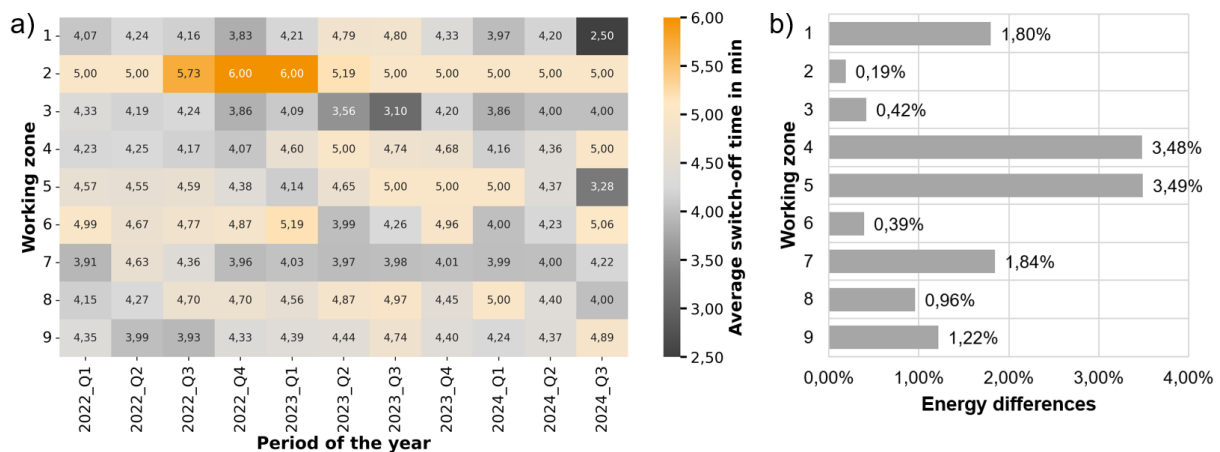 a)
Working zone
1 4,07 4,24 4,16 3,83 4,21 4,79 4,80 4,33 3,97 4,20 2,50
2 5,00 5,00 5,73 6,00 6,00 5,19 5,00 5,00 5,00 5,00 5,00
3 4,33 4,19 4,24 3,86 4,09 3,56 3,10 4,20 3,86 4,00 4,00
4 4,23 4,25 4,17 4,07 4,60 5,00 4,74 4,68 4,16 4,36 5,00
5 4,57 4,55 4,59 4,38 4,14 4,65 5,00 5,00 5,00 4,37 3,28
6 4,99 4,67 4,77 4,87 5,19 3,99 4,26 4,96 4,00 4,23 5,06
7 3,91 4,63 4,36 3,96 4,03 3,97 3,98 4,01 3,99 4,00 4,22
8 4,15 4,27 4,70 4,70 4,56 4,87 4,97 4,45 5,00 4,40 4,00
9 4,35 3,99 3,93 4,33 4,39 4,44 4,74 4,40 4,24 4,37 4,89
2022_Q1 2022_Q2 2022_Q3 2022_Q4 2023_Q1 2023_Q2 2023_Q3 2023_Q4 2024_Q1 2024_Q2 2024_Q3
Period of the year
6,00
5,50
5,00
4,50
4,00
3,50
3,00
2,50
Average switch-off time in min
b)
Working zone
1 1,80%
2 0,19%
3 0,42%
4 3,48%
5 3,49%
6 0,39%
7 1,84%
8 0,96%
9 1,22%
0,00% 1,00% 2,00% 3,00% 4,00%
Energy differences